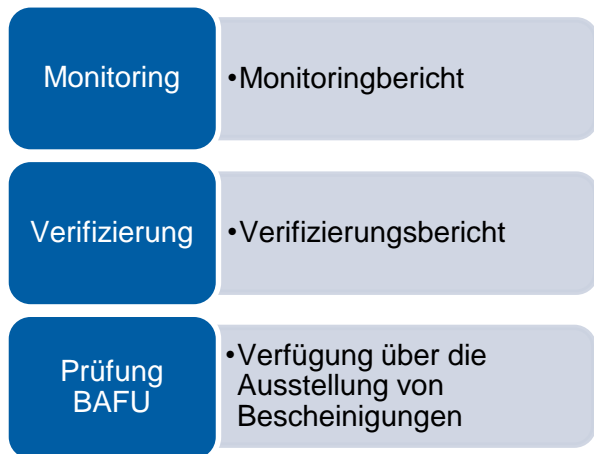 Monitoring
•Monitoringbericht
Verifizierung
•Verifizierungsbericht
Prüfung
BAFU
•Verfügung über die
Ausstellung von
Bescheinigungen